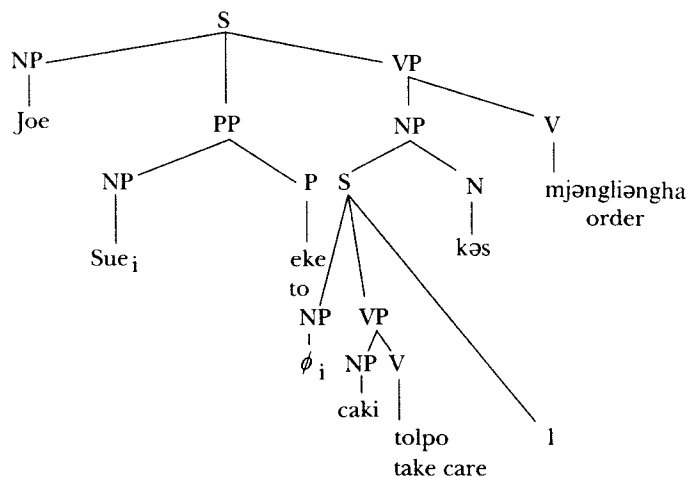 S
NP VP
Joe PP NP V
NP P S N mjəngliəngha
order
Sue i eke kəs
to
NP VP
ϕ i NP V
caki
tolpo l
take care